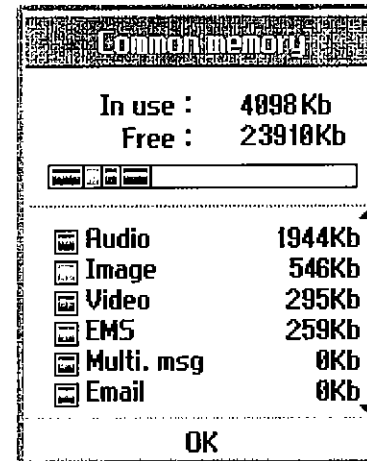 Common memory
In use : 4098Kb
Free : 23910Kb
Audio 1944Kb
Image 546Kb
Video 295Kb
EMS 259Kb
Multi. msg 0Kb
Email 0Kb
OK